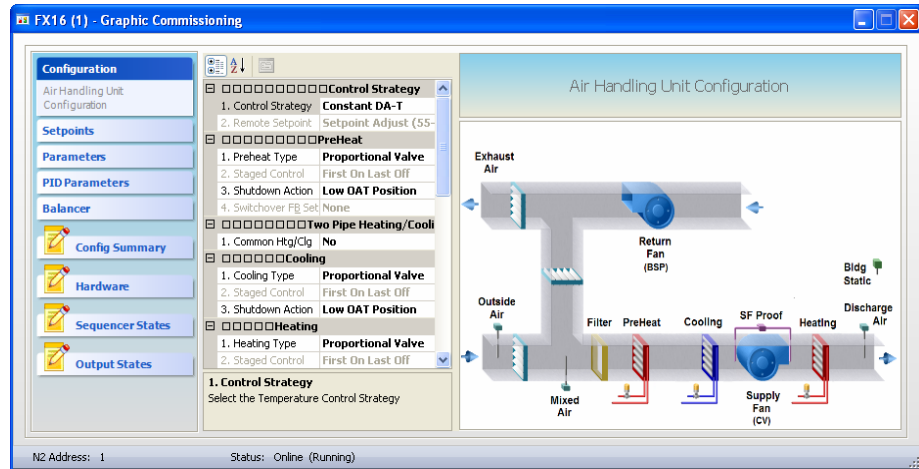 FX16 (1) - Graphic Commissioning
Configuration
Air Handling Unit
Configuration
Setpoints
Parameters
PID Parameters
Balancer
Config Summary
Hardware
Sequencer States
Output States
□□□□□□□□□□Control Strategy
1. Control Strategy Constant DA-T
2. Remote Setpoint Setpoint Adjust (55-
□□□□□□□□□PreHeat
1. Preheat Type Proportional Valve
2. Staged Control First On Last Off
3. Shutdown Action Low OAT Position
4. Switchover FB Set None
□□□□□□□□Two Pipe Heating/Cooli
1. Common Htg/Clg No
□□□□□□Cooling
1. Cooling Type Proportional Valve
2. Staged Control First On Last Off
3. Shutdown Action Low OAT Position
□□□□□Heating
1. Heating Type Proportional Valve
2. Staged Control First On Last Off
1. Control Strategy
Select the Temperature Control Strategy
Air Handling Unit Configuration
Exhaust
Air
Return
Fan
(BSP)
Bldg
Static
Outside
Air
Filter PreHeat Cooling SF Proof Heating
Discharge
Air
Mixed
Air
Supply
Fan
(CV)
N2 Address: 1 Status: Online (Running)